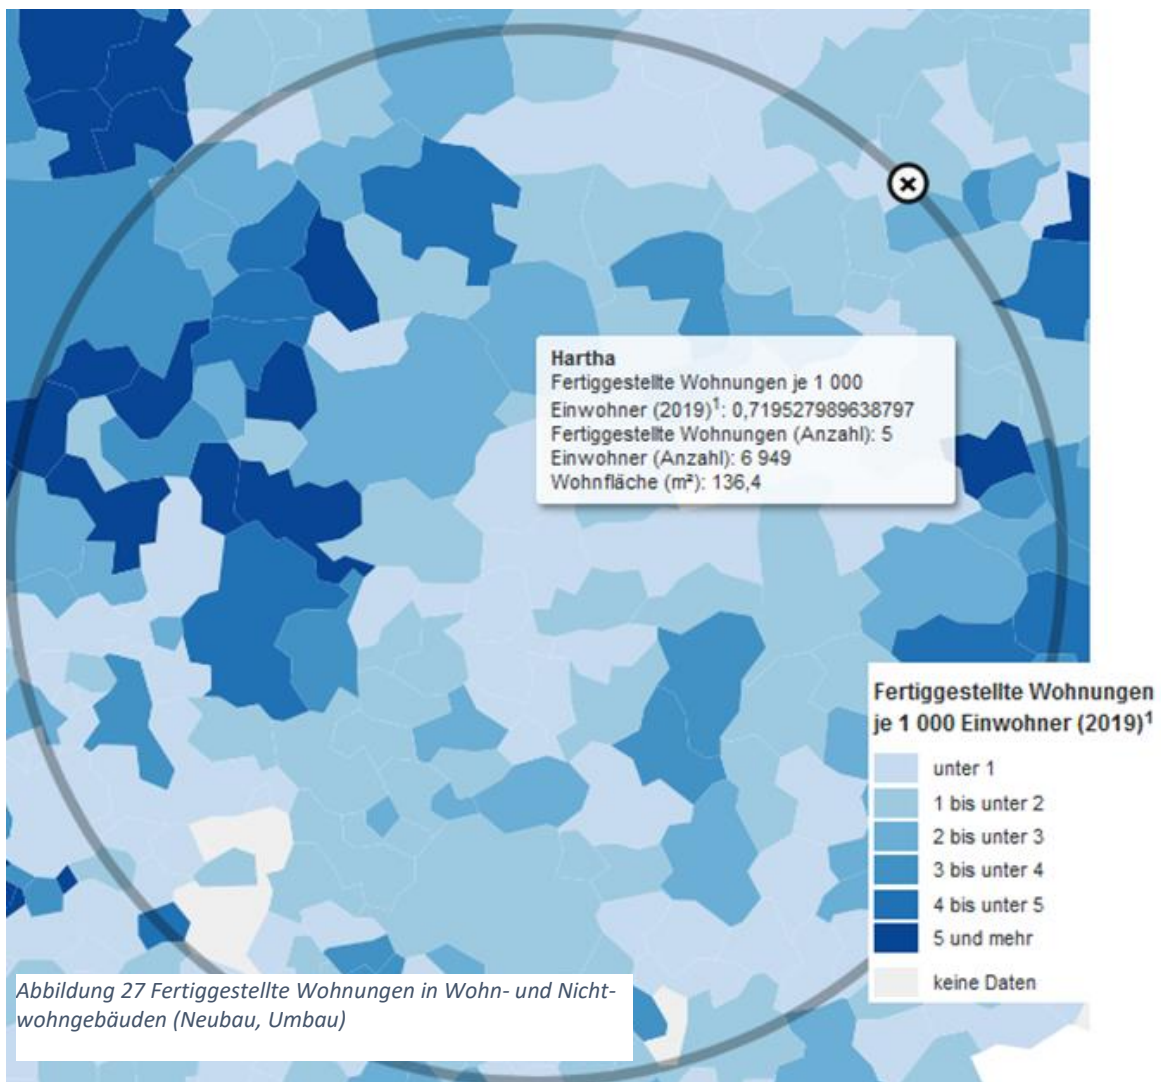 Hartha
Fertiggestellte Wohnungen je 1 000
Einwohner (2019)¹: 0,719527989638797
Fertiggestellte Wohnungen (Anzahl): 5
Einwohner (Anzahl): 6 949
Wohnfläche (m²): 136,4
Fertiggestellte Wohnungen
je 1 000 Einwohner (2019)¹
unter 1
1 bis unter 2
2 bis unter 3
3 bis unter 4
4 bis unter 5
5 und mehr
keine Daten
Abbildung 27 Fertiggestellte Wohnungen in Wohn- und Nicht-
wohngebäuden (Neubau, Umbau)